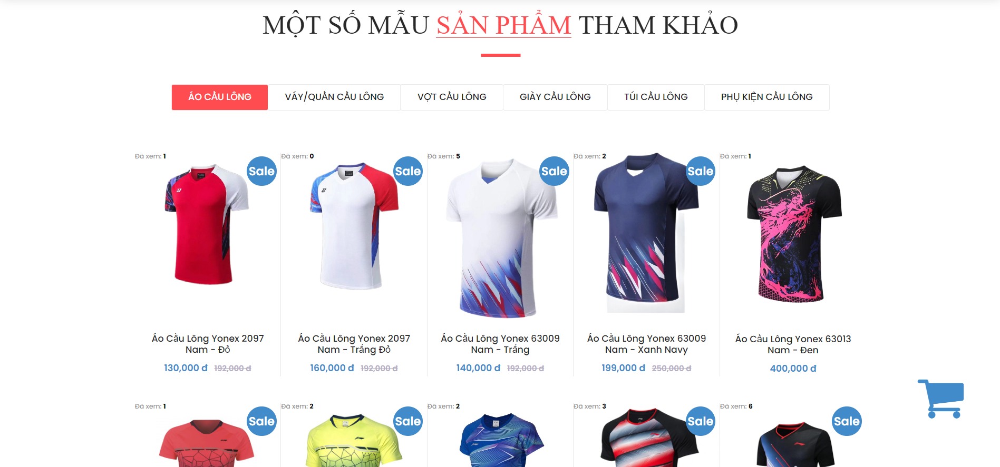 MỘT SỐ MẪU SẢN PHẨM THAM KHẢO
ÁO CẦU LÔNG
VÁY/QUẦN CẦU LÔNG
VỢT CẦU LÔNG
GIÀY CẦU LÔNG
TÚI CẦU LÔNG
PHỤ KIỆN CẦU LÔNG
Đã xem: 1
Sale
Áo Cầu Lông Yonex 2097
Nam - Đỏ
130,000 đ 192,000 đ
Đã xem: 0
Sale
Áo Cầu Lông Yonex 2097
Nam - Trắng Đỏ
160,000 đ 192,000 đ
Đã xem: 5
Sale
Áo Cầu Lông Yonex 63009
Nam - Trắng
140,000 đ 192,000 đ
Đã xem: 2
Sale
Áo Cầu Lông Yonex 63009
Nam - Xanh Navy
199,000 đ 250,000 đ
Đã xem: 1
Áo Cầu Lông Yonex 63013
Nam - Đen
400,000 đ
Đã xem: 1
Sale
Đã xem: 2
Sale
Đã xem: 2
Đã xem: 3
Sale
Đã xem: 6
Sale